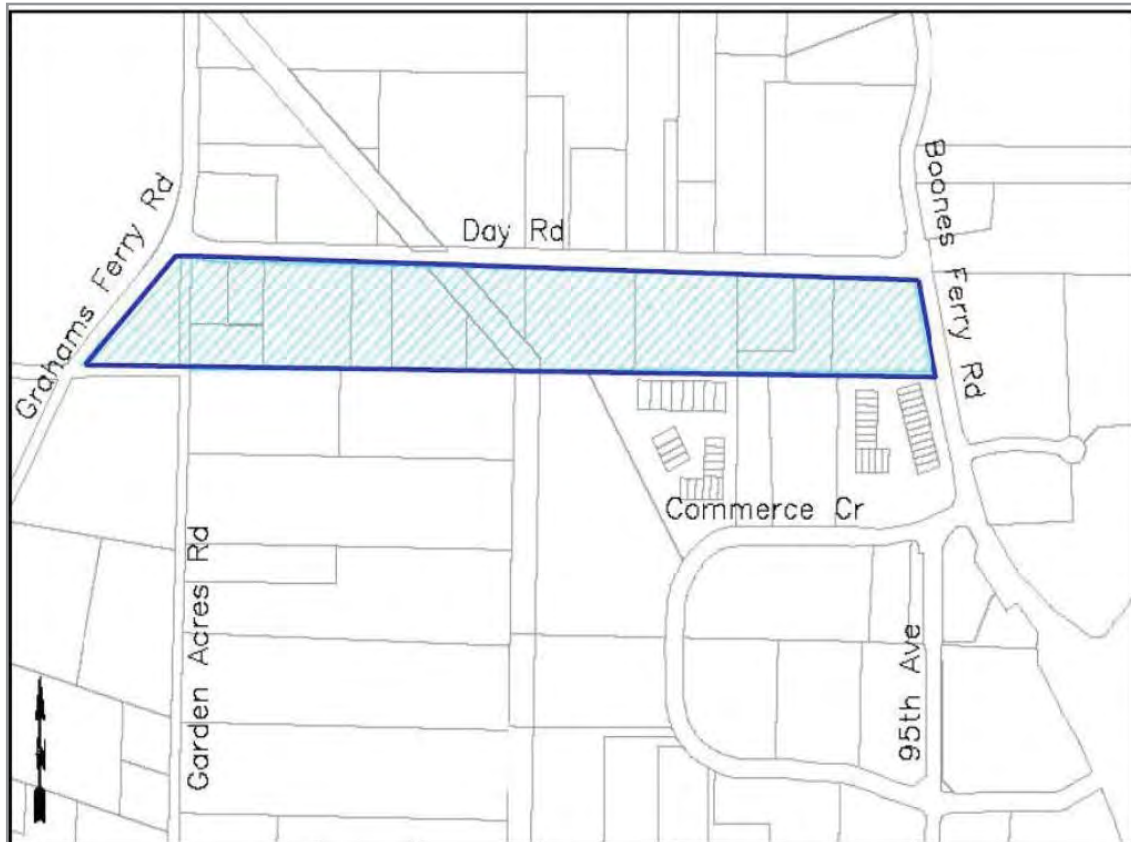 Grahams Ferry Rd
Day Rd
Boones Ferry Rd
Commerce Cr
Garden Acres Rd
95th Ave